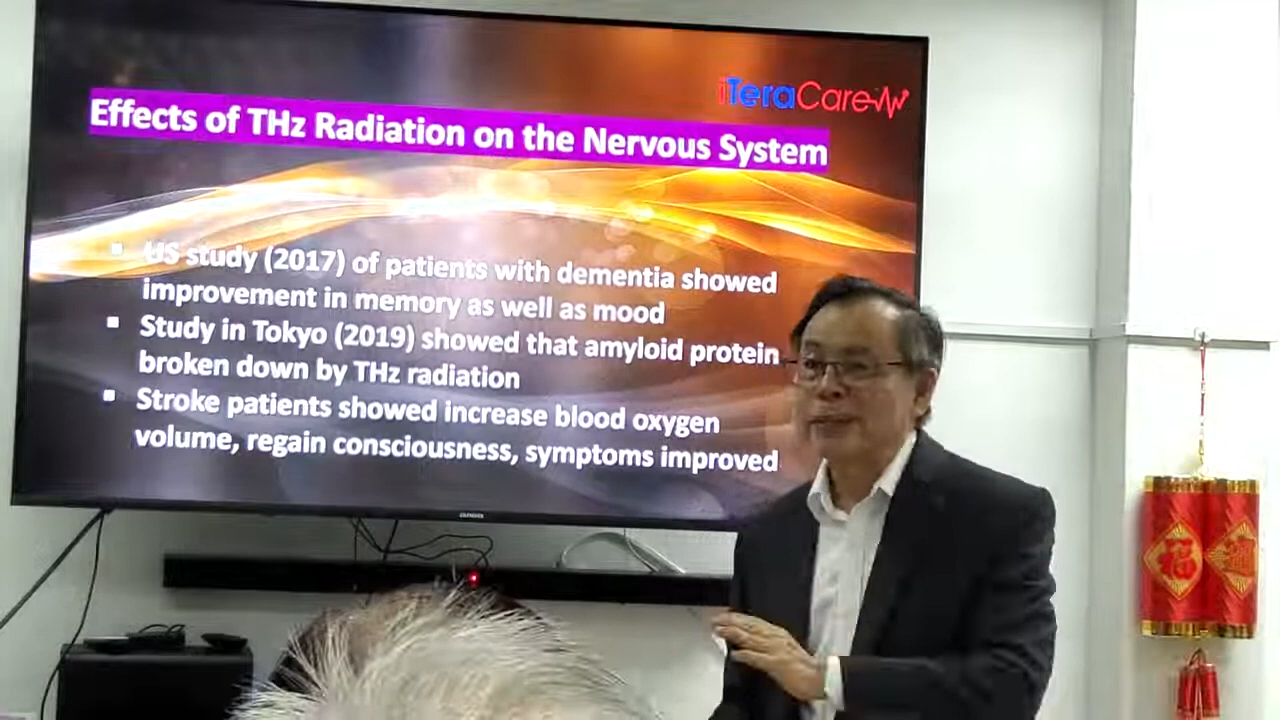 iTeraCare
Effects of THz Radiation on the Nervous System
▪ US study (2017) of patients with dementia showed
improvement in memory as well as mood
▪ Study in Tokyo (2019) showed that amyloid protein
broken down by THz radiation
▪ Stroke patients showed increase blood oxygen
volume, regain consciousness, symptoms improved
福